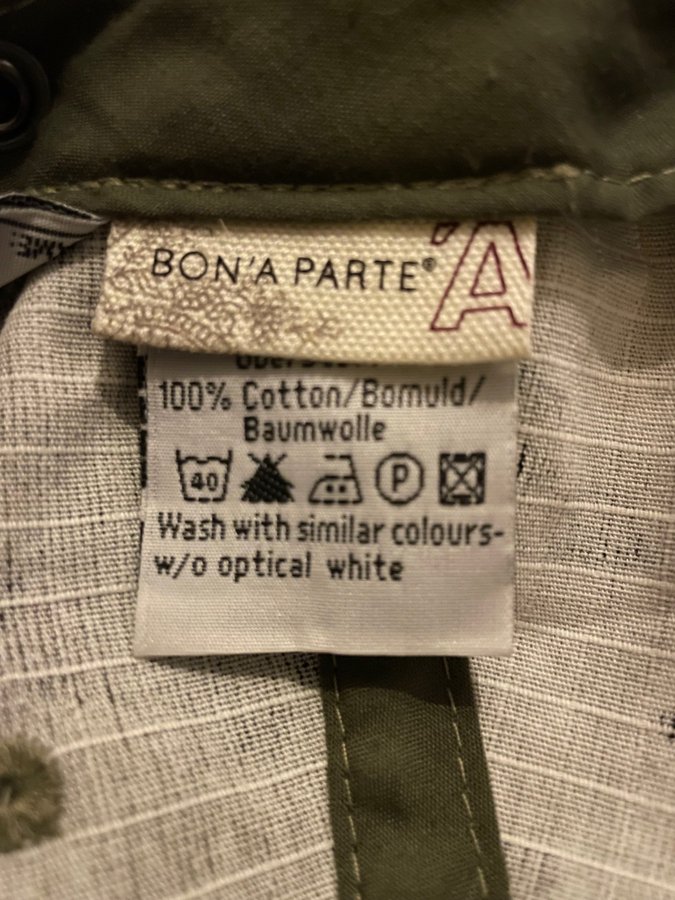 BON'A PARTE®
'A
100% Cotton/Bomuld/
Baumwolle
40 P
Wash with similar colours-
w/o optical white